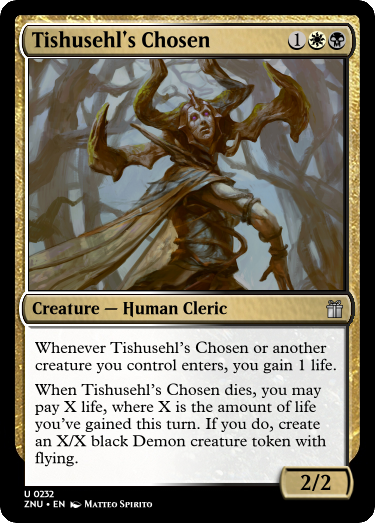 Tishusehl's Chosen 1
Creature — Human Cleric
Whenever Tishusehl's Chosen or another
creature you control enters, you gain 1 life.
When Tishusehl's Chosen dies, you may
pay X life, where X is the amount of life
you've gained this turn. If you do, create
an X/X black Demon creature token with
flying.
2/2
U 0232
ZNU • EN Matteo Spirito